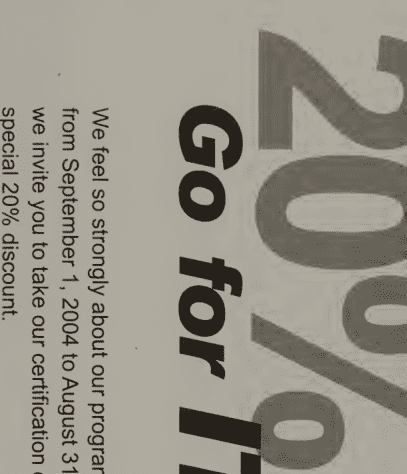 20%
Go for
We feel so strongly about our
from September 1, 2004 to August 31
we invite you to take our certification
special 20% discount.